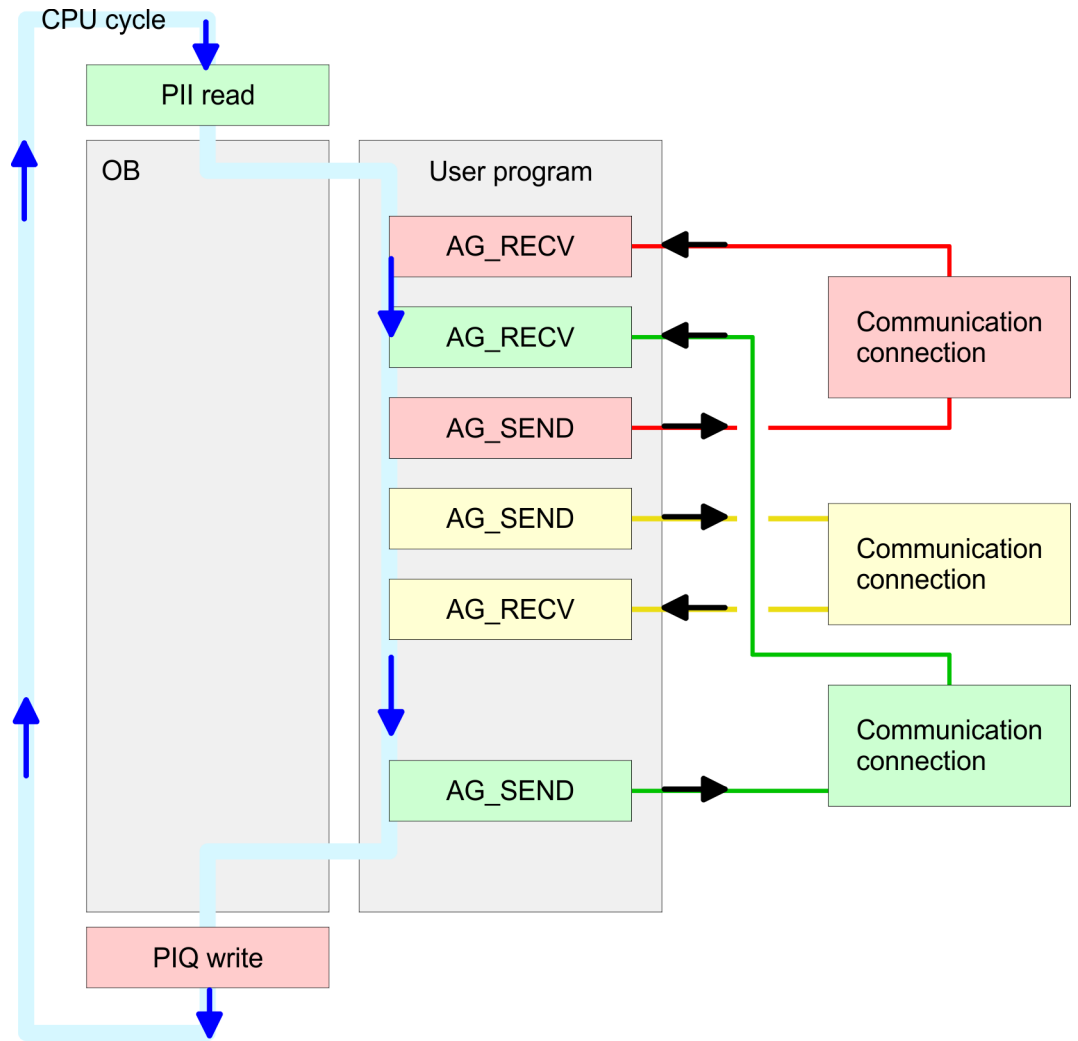 CPU cycle
PII read
OB
User program
AG_RECV
AG_RECV
AG_SEND
AG_SEND
AG_RECV
AG_SEND
Communication
connection
Communication
connection
Communication
connection
PIQ write